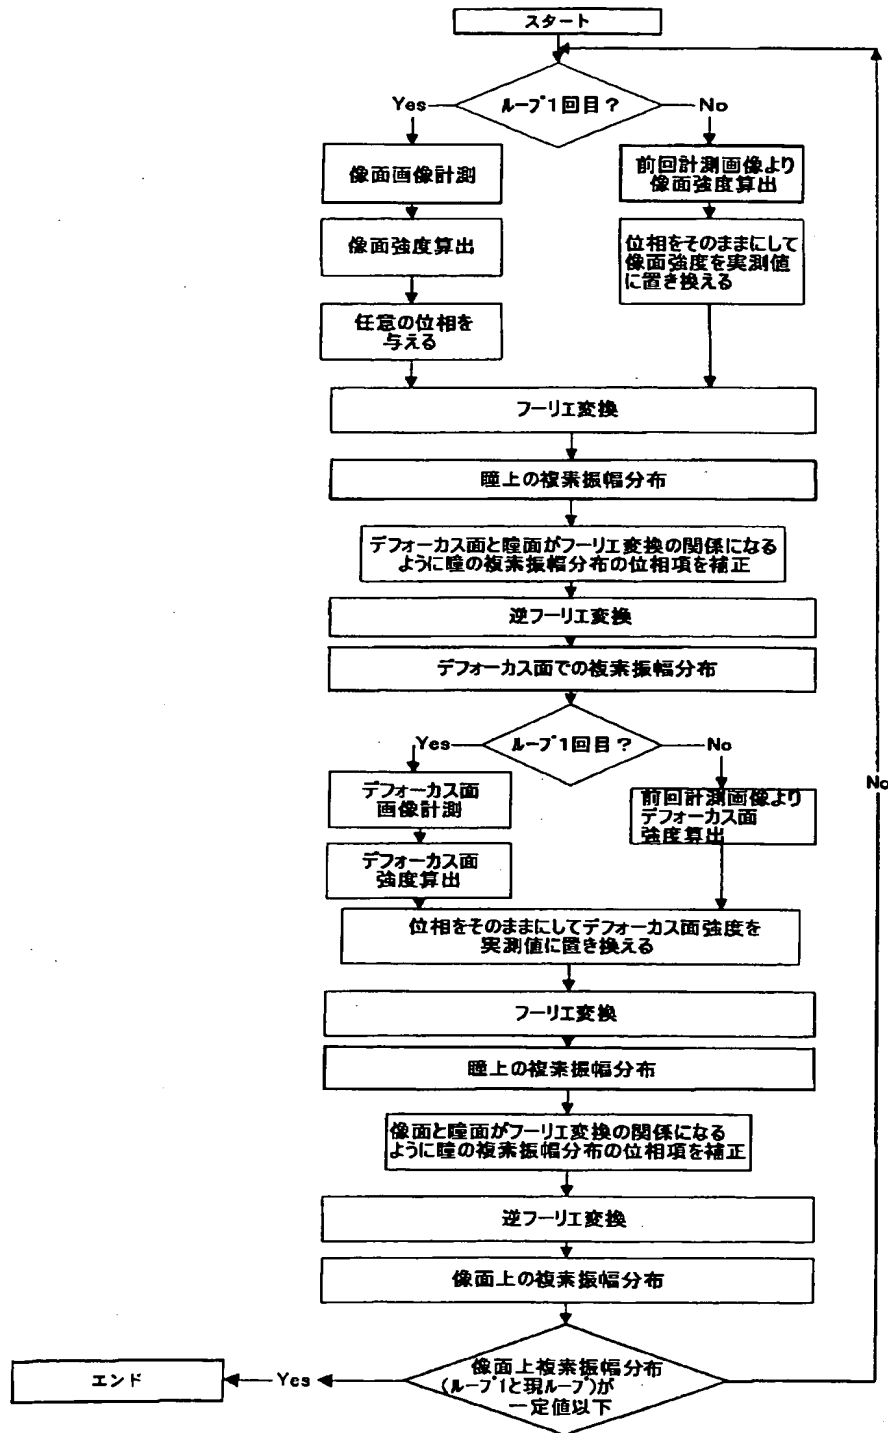 スタート
ループ1回目?
Yes
No
像面画像計測
前回計測画像より
像面強度算出
像面強度算出
位相をそのままにして
像面強度を実測値
に置き換える
任意の位相を
与える
フーリエ変換
瞳上の複素振幅分布
デフォーカス面と瞳面がフーリエ変換の関係になる
ように瞳の複素振幅分布の位相項を補正
逆フーリエ変換
デフォーカス面での複素振幅分布
ループ1回目?
Yes
No
No
デフォーカス面
画像計測
前回計測画像より
デフォーカス面
強度算出
デフォーカス面
強度算出
位相をそのままにしてデフォーカス面強度を
実測値に置き換える
フーリエ変換
瞳上の複素振幅分布
像面と瞳面がフーリエ変換の関係になる
ように瞳の複素振幅分布の位相項を補正
逆フーリエ変換
像面上の複素振幅分布
像面上複素振幅分布
(ループ1と現ループ)が
一定値以下
Yes
エンド